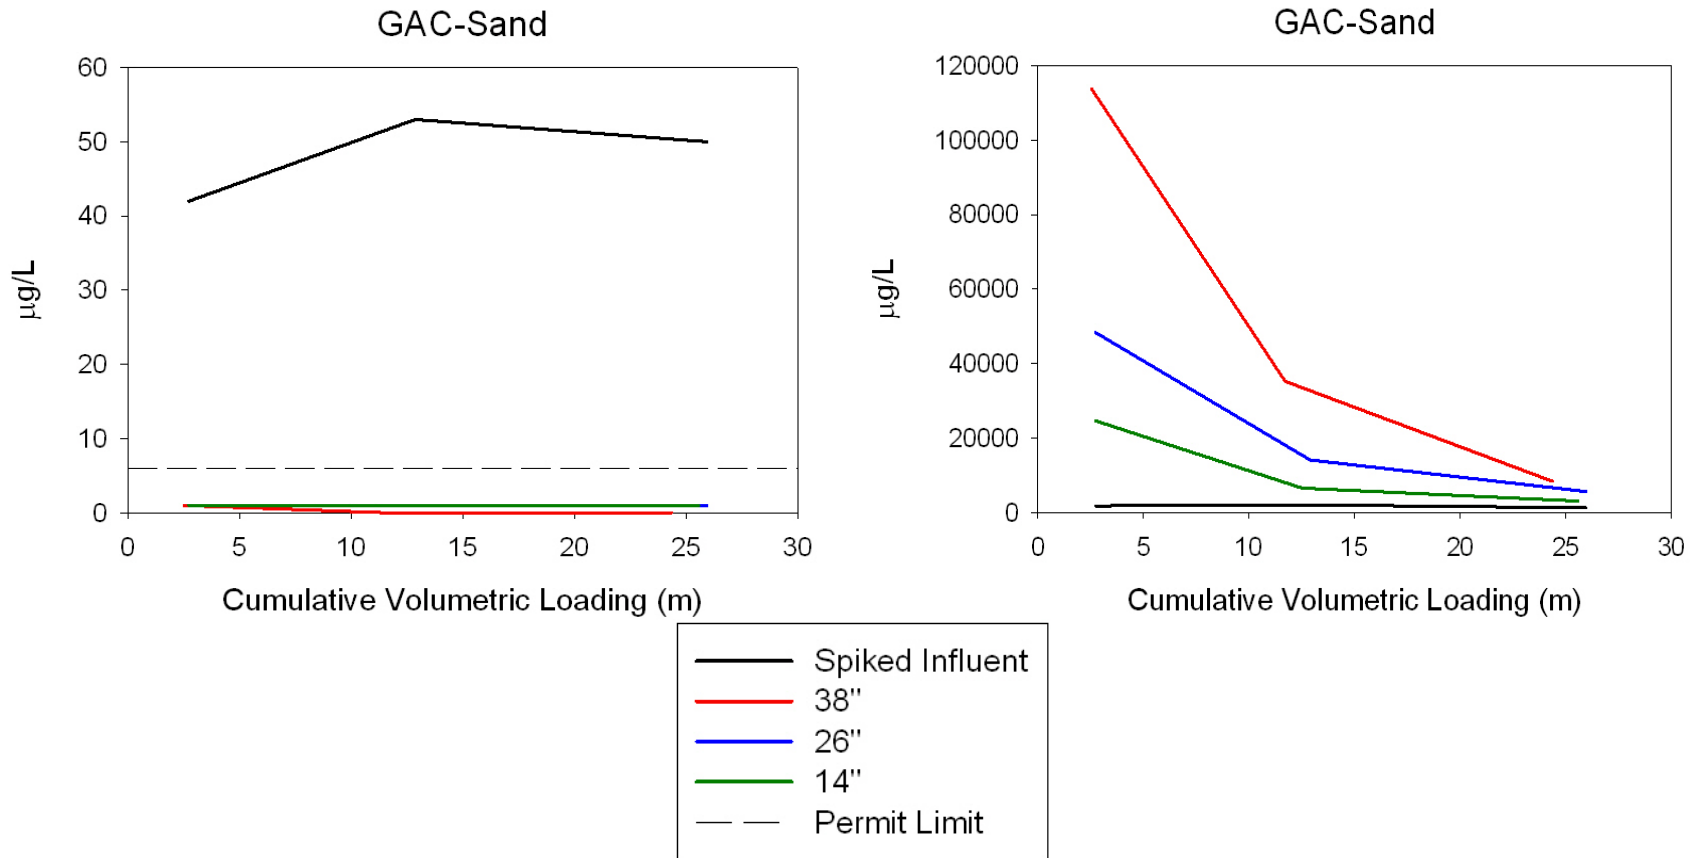 GAC-Sand
60
50
40
30
20
10
0
µg/L
0 5 10 15 20 25 30
Cumulative Volumetric Loading (m)
GAC-Sand
120000
100000
80000
60000
40000
20000
0
µg/L
0 5 10 15 20 25 30
Cumulative Volumetric Loading (m)
Spiked Influent
38"
26"
14"
Permit Limit